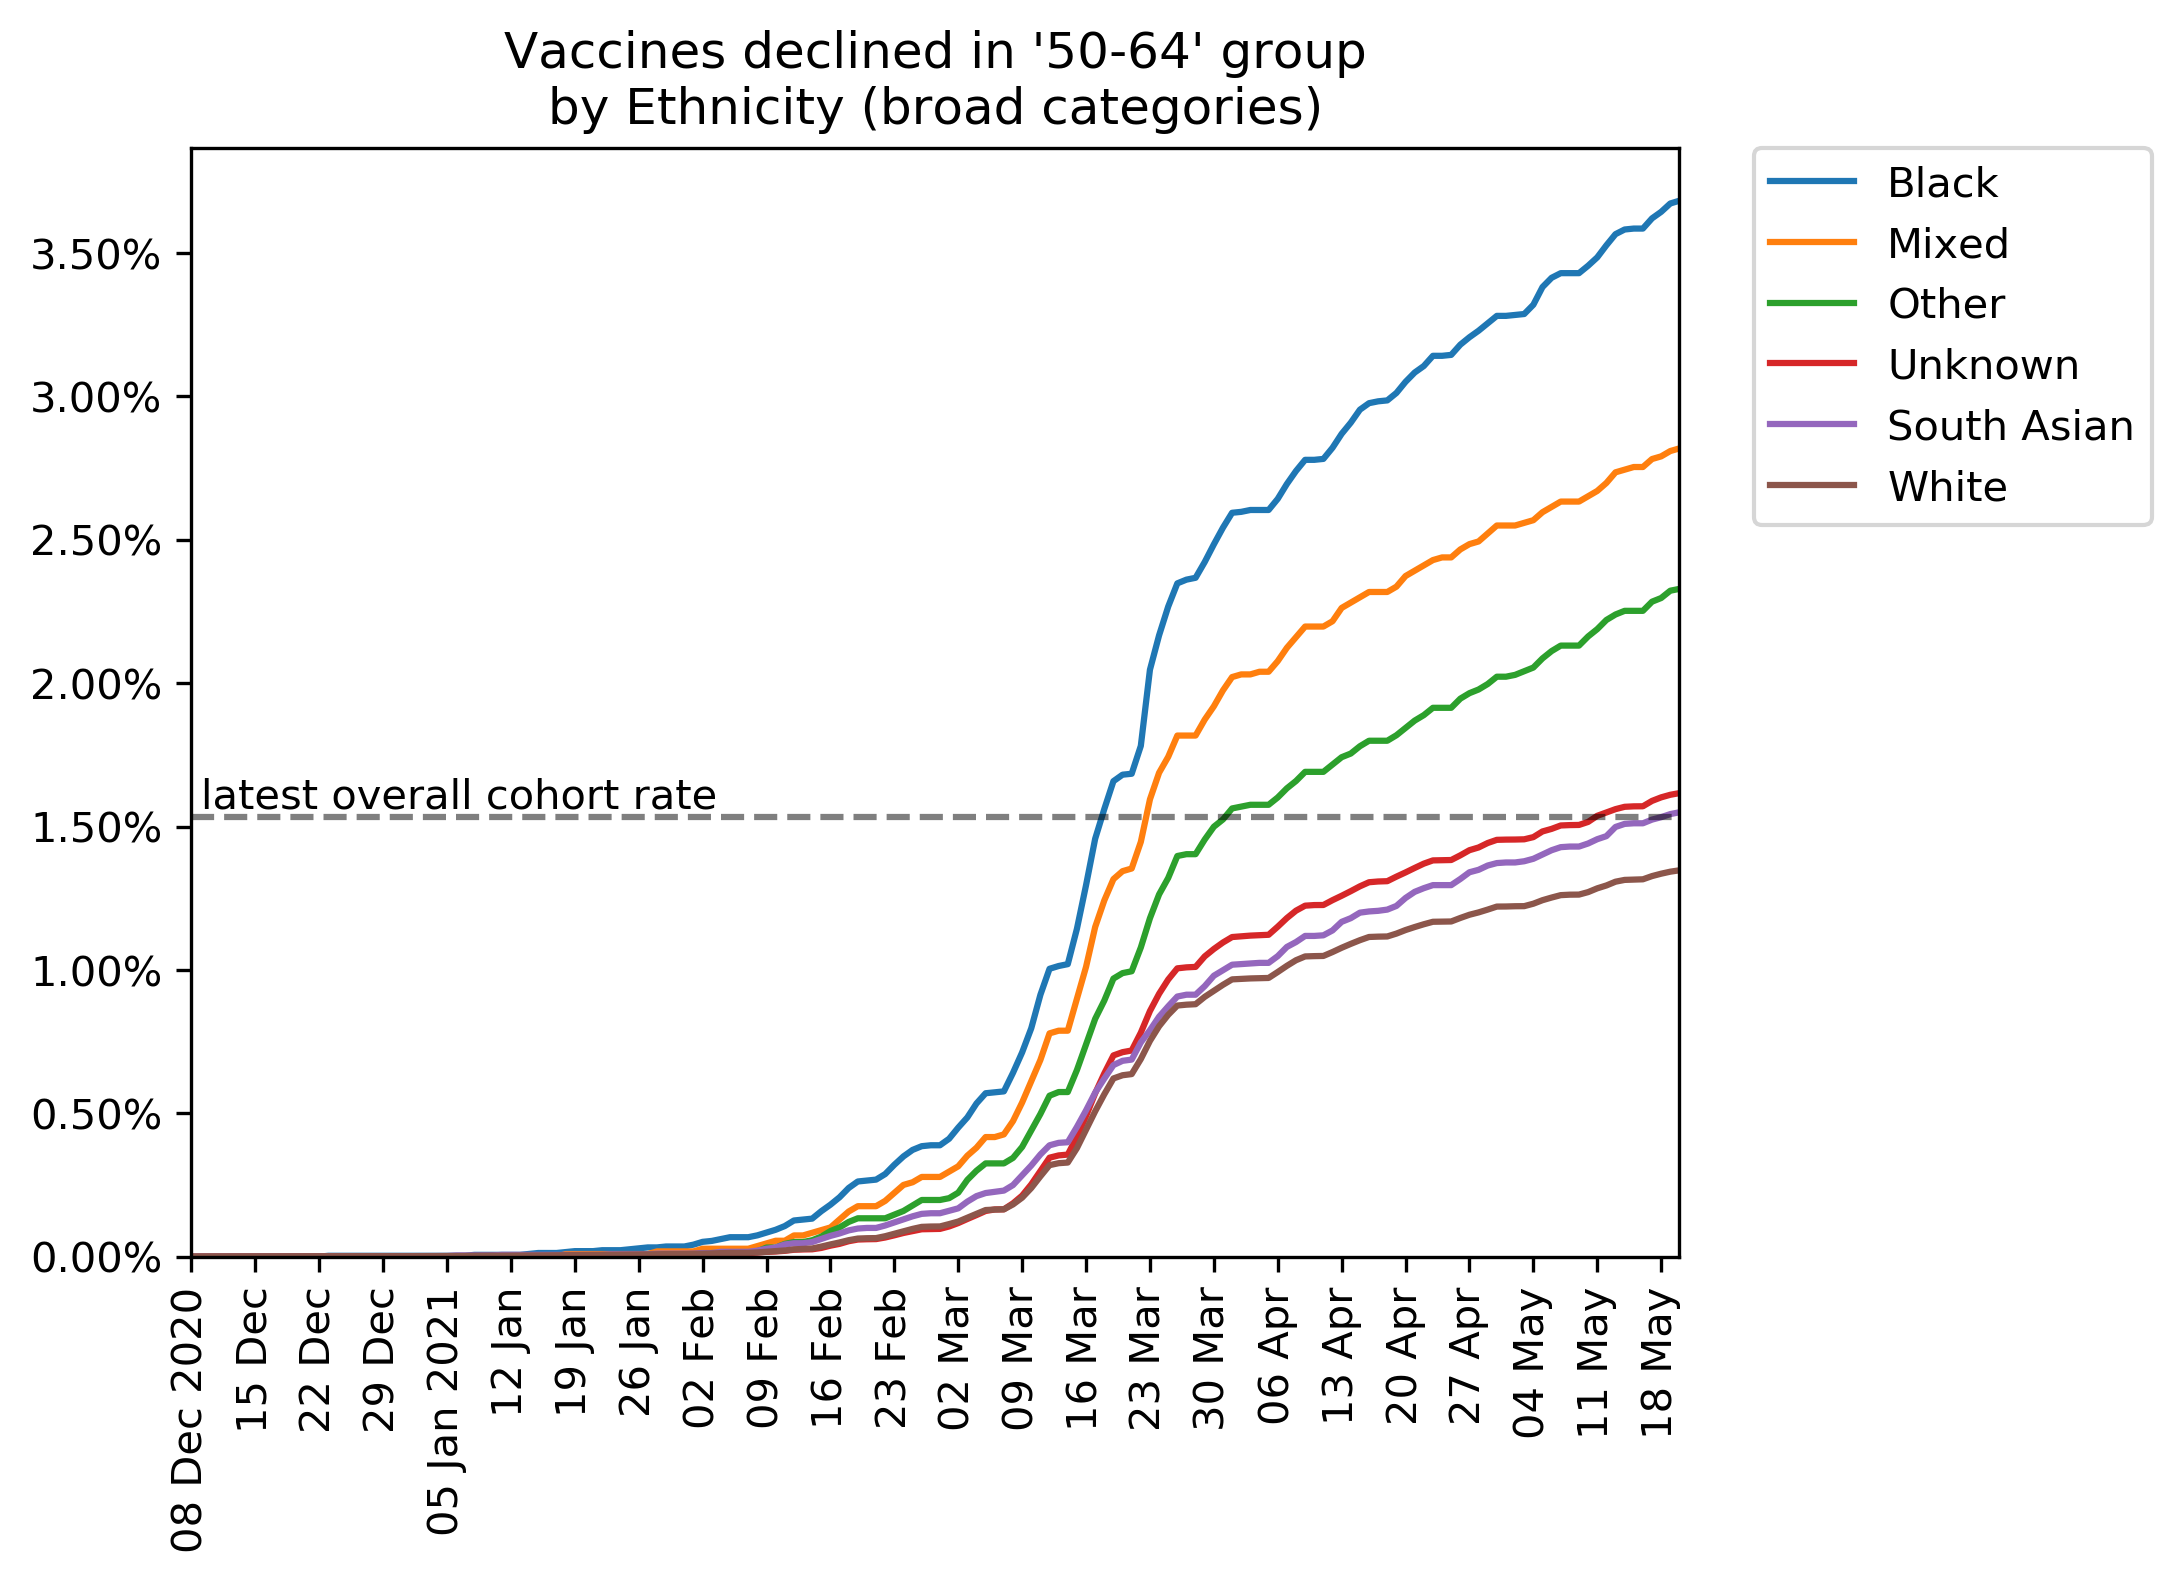 Vaccines declined in '50-64' group
by Ethnicity (broad categories)
3.50%
3.00%
2.50%
2.00%
1.50%
1.00%
0.50%
0.00%
latest overall cohort rate
08 Dec 2020
15 Dec
22 Dec
29 Dec
05 Jan 2021
12 Jan
19 Jan
26 Jan
02 Feb
09 Feb
16 Feb
23 Feb
02 Mar
09 Mar
16 Mar
23 Mar
30 Mar
06 Apr
13 Apr
20 Apr
27 Apr
04 May
11 May
18 May
Black
Mixed
Other
Unknown
South Asian
White